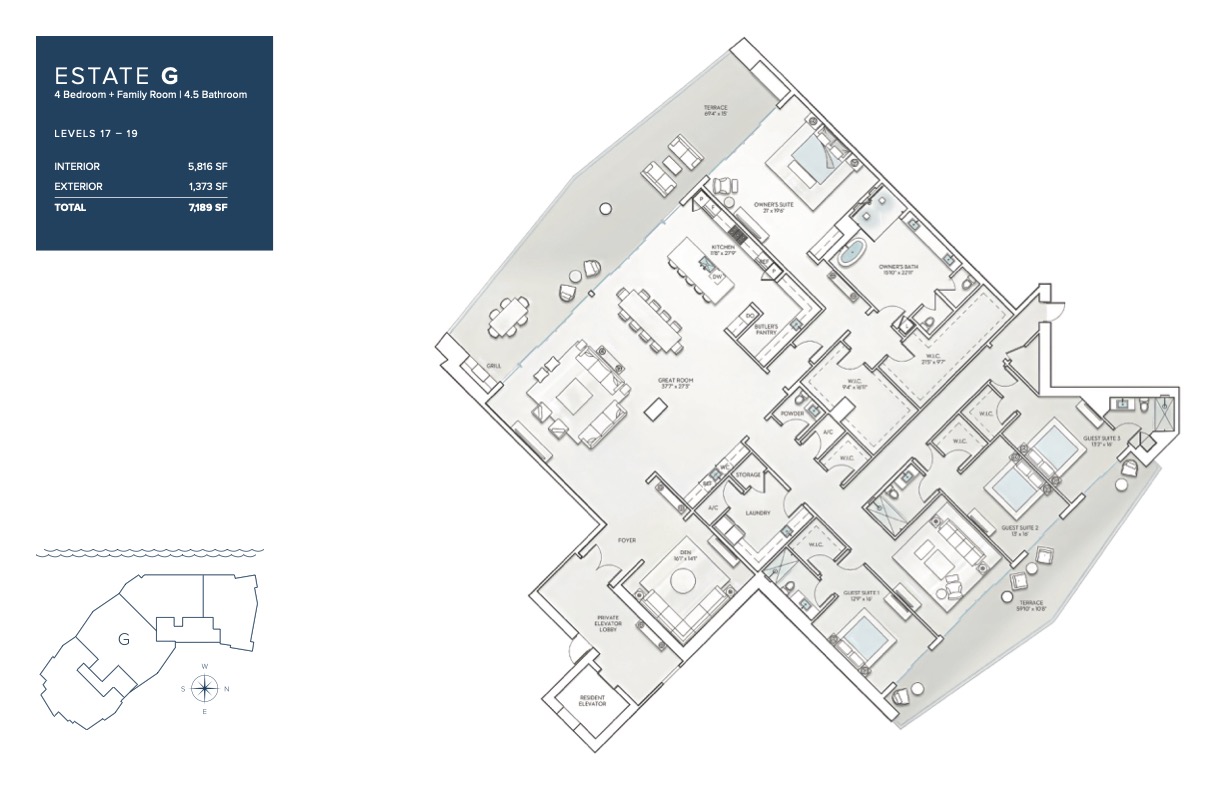 ESTATE G
4 Bedroom + Family Room | 4.5 Bathroom
LEVELS 17 – 19
INTERIOR 5,816 SF
EXTERIOR 1,373 SF
TOTAL 7,189 SF
TERRACE
69'4" x 15'
OWNER'S SUITE
21' x 19'6"
KITCHEN
11'8" x 27'9"
REF
DW
OWNER'S BATH
15'10" x 22'11"
DO
BUTLER'S
PANTRY
GRILL
GREAT ROOM
37'7" x 27'3"
W.I.C.
21'5" x 9'7"
W.I.C.
9'4" x 16'11"
POWDER
A/C
W.I.C.
W.I.C.
W.I.C.
GUEST SUITE 3
13'3" x 16'
WC
REF
STORAGE
A/C
LAUNDRY
W.I.C.
GUEST SUITE 2
13' x 16'
FOYER
DEN
16'1" x 14'1"
GUEST SUITE 1
12'9" x 16'
TERRACE
59'10" x 10'8"
PRIVATE
ELEVATOR
LOBBY
RESIDENT
ELEVATOR
G
W
S N
E